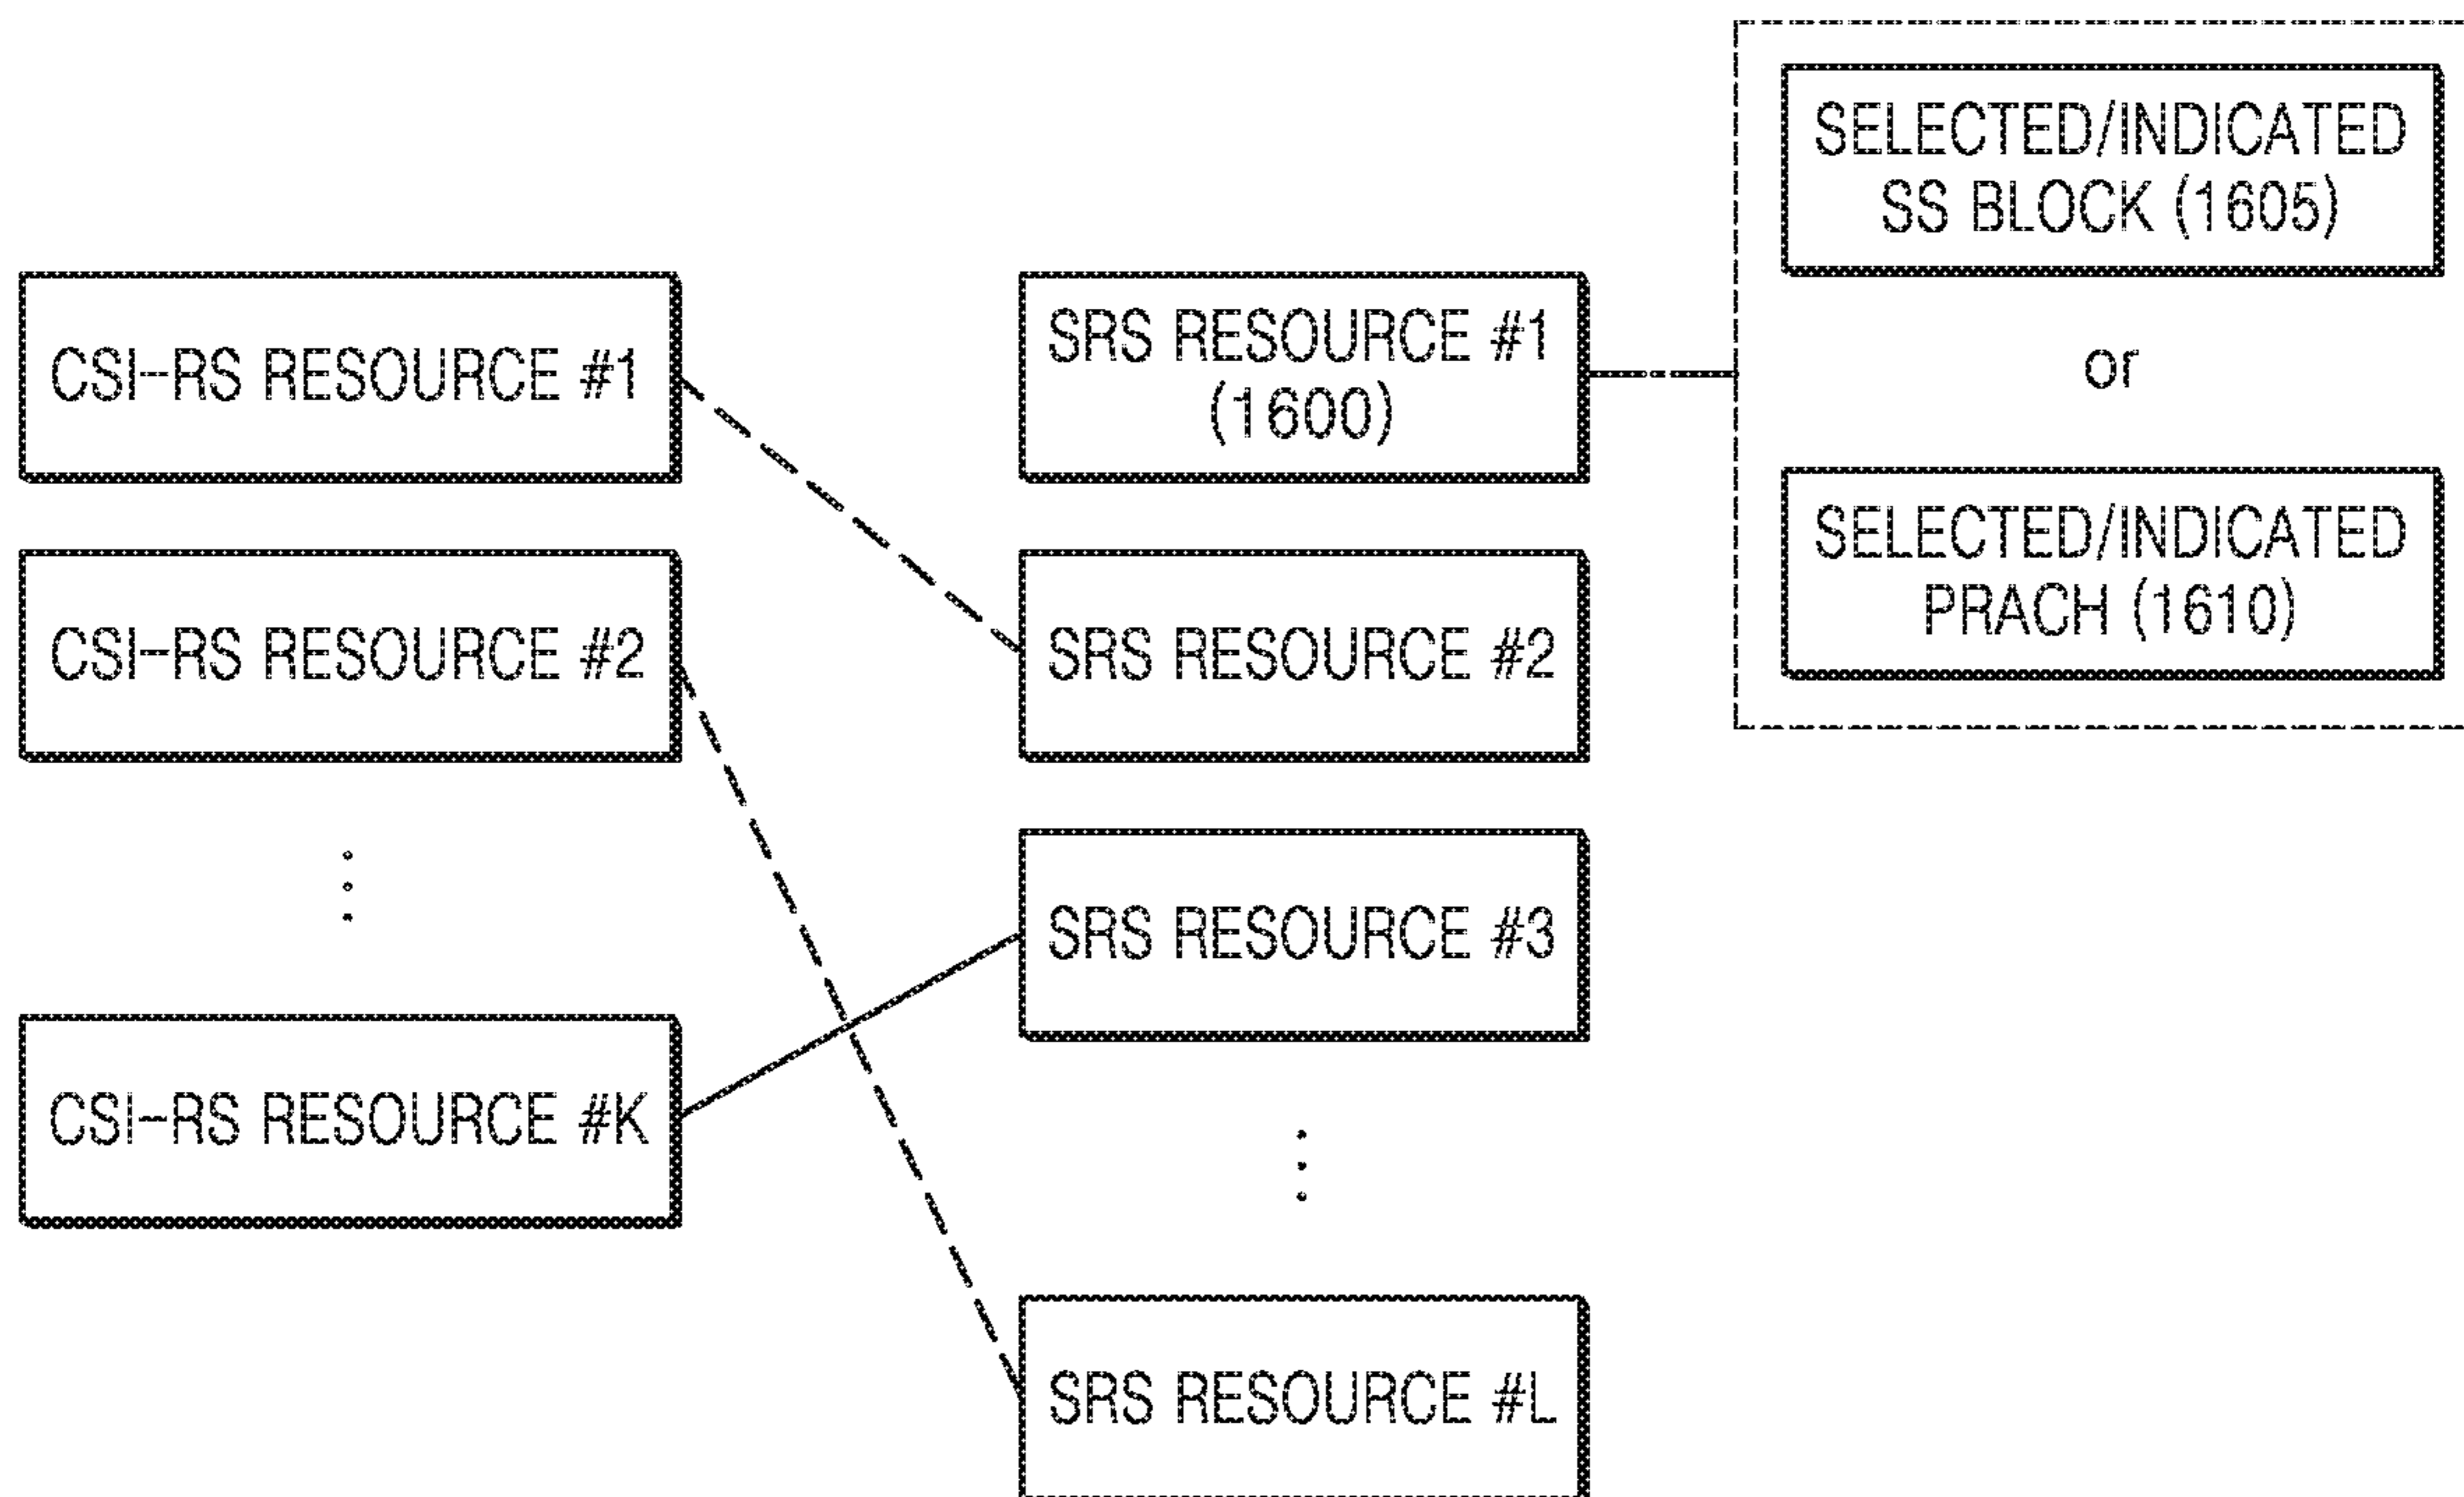 CSI-RS RESOURCE #1
CSI-RS RESOURCE #2
CSI-RS RESOURCE #K
SRS RESOURCE #1
(1600)
SRS RESOURCE #2
SRS RESOURCE #3
SRS RESOURCE #L
SELECTED/INDICATED
SS BLOCK (1605)
or
SELECTED/INDICATED
PRACH (1610)